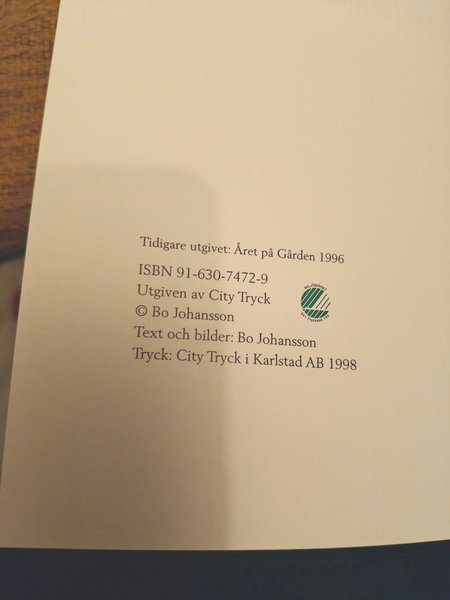 Tidigare utgivet: Året på Gården 1996
ISBN 91-630-7472-9
Utgiven av City Tryck
© Bo Johansson
Text och bilder: Bo Johansson
Tryck: City Tryck i Karlstad AB 1998